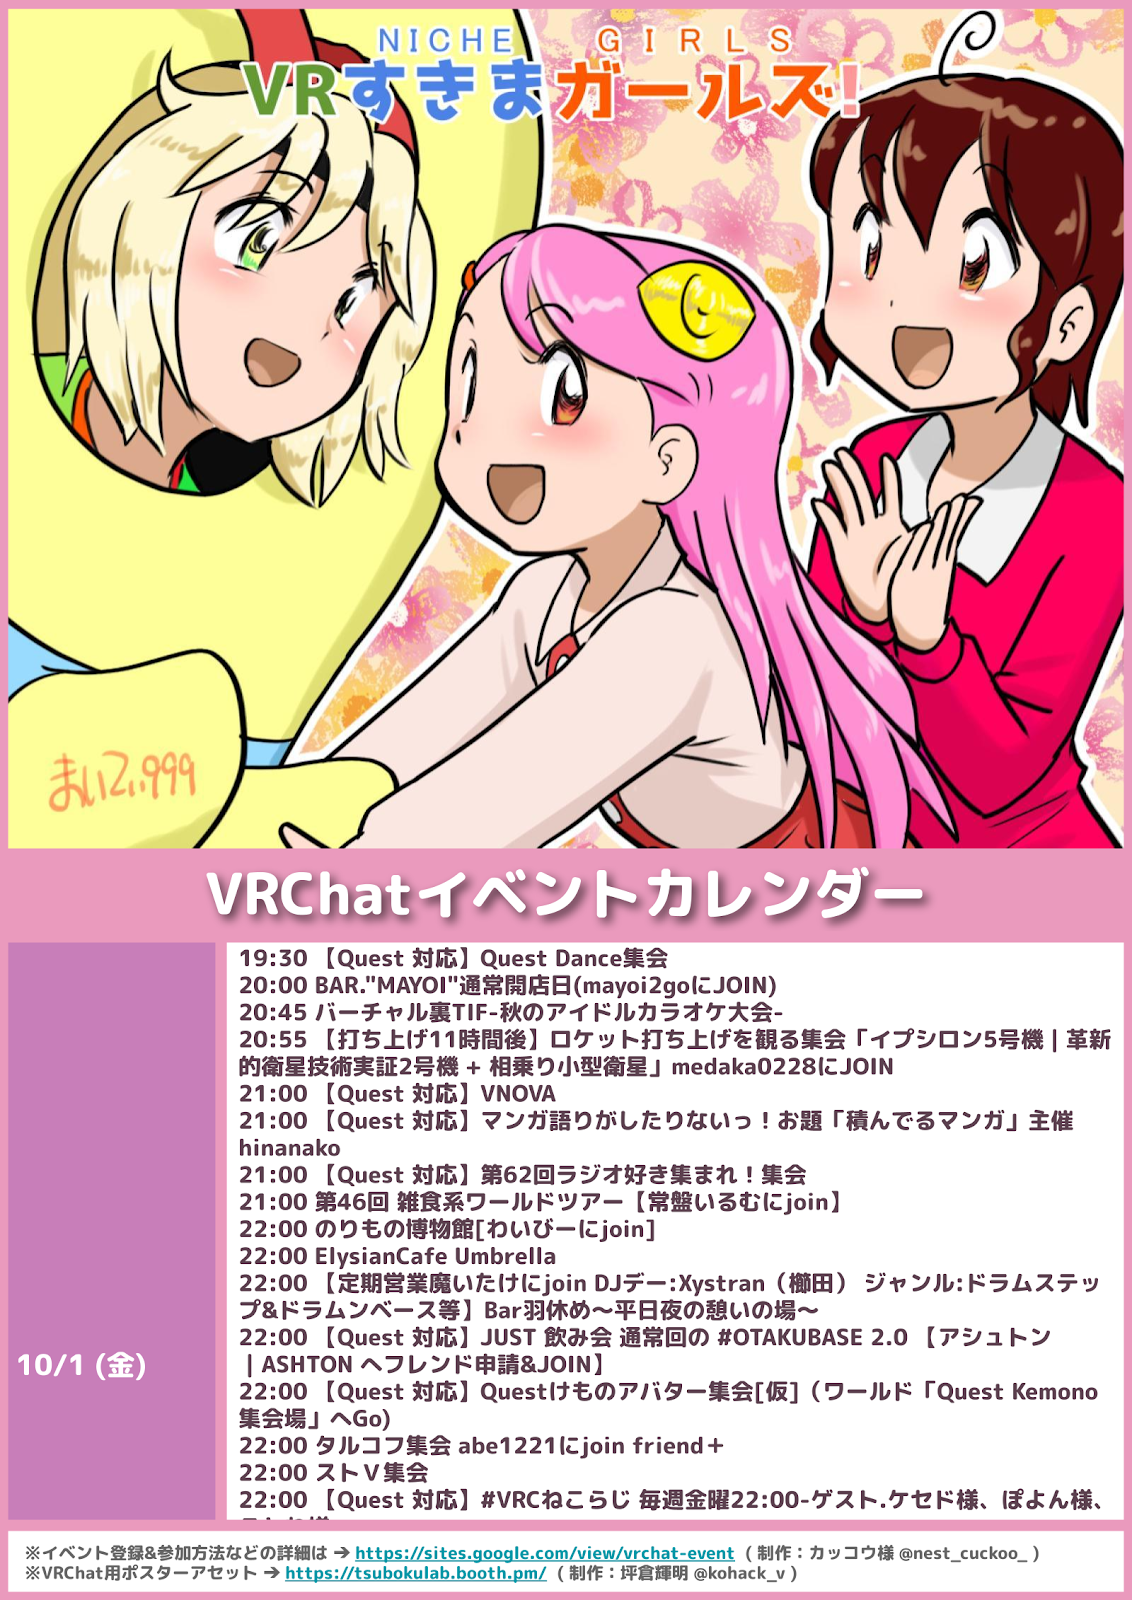 NICHE GIRLS
VRすきまガールズ!
まいてぃ999
VRChatイベントカレンダー
10/1 (金)
19:30 【Quest 対応】Quest Dance集会
20:00 BAR."MAYOI"通常開店日(mayoi2goにJOIN)
20:45 バーチャル裏TIF-秋のアイドルカラオケ大会-
20:55 【打ち上げ11時間後】ロケット打ち上げを観る集会「イプシロン5号機 | 革新
的衛星技術実証2号機 + 相乗り小型衛星」medaka0228にJOIN
21:00 【Quest 対応】VNOVA
21:00 【Quest 対応】マンガ語りがしたりないっ！お題「積んでるマンガ」主催
hinanako
21:00 【Quest 対応】第62回ラジオ好き集まれ！集会
21:00 第46回 雑食系ワールドツアー【常盤いるむにjoin】
22:00 のりもの博物館[わいびーにjoin]
22:00 ElysianCafe Umbrella
22:00 【定期営業魔いたけにjoin DJデー:Xystran（櫛田） ジャンル:ドラムステッ
プ&ドラムンベース等】Bar羽休め〜平日夜の憩いの場〜
22:00 【Quest 対応】JUST 飲み会 通常回の #OTAKUBASE 2.0 【アシュトン
｜ASHTON へフレンド申請&JOIN】
22:00 【Quest 対応】Questけものアバター集会[仮]（ワールド「Quest Kemono
集会場」へGo)
22:00 タルコフ集会 abe1221にjoin friend＋
22:00 ストＶ集会
22:00 【Quest 対応】#VRCねこらじ 毎週金曜22:00-ゲスト.ケセド様、ぽよん様、
※イベント登録&参加方法などの詳細は ➔ https://sites.google.com/view/vrchat-event ( 制作：カッコウ様 @nest_cuckoo_ )
※VRChat用ポスターアセット ➔ https://tsubokulab.booth.pm/ ( 制作：坪倉輝明 @kohack_v )